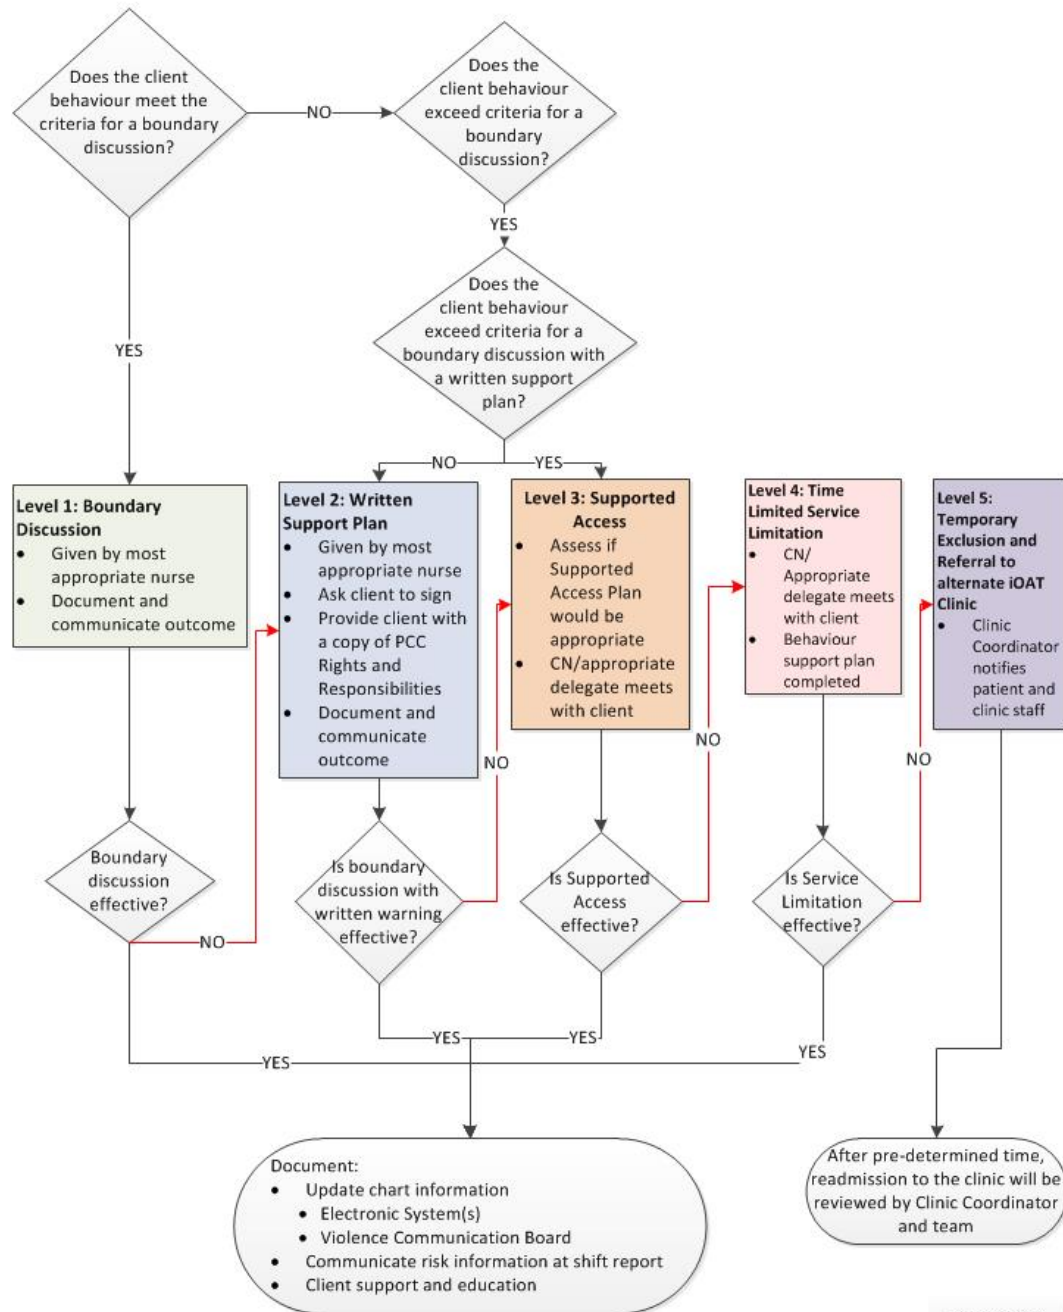 Does the client
behaviour meet the
criteria for a boundary
discussion?
NO
Does the
client behaviour
exceed criteria for a
boundary
discussion?
YES
Does the
client behaviour
exceed criteria for a
boundary discussion with
a written support
plan?
YES
NO
YES
Level 1: Boundary
Discussion
• Given by most
appropriate nurse
• Document and
communicate outcome
Level 2: Written
Support Plan
• Given by most
appropriate nurse
• Ask client to sign
• Provide client with
a copy of PCC
Rights and
Responsibilities
• Document and
communicate
outcome
Level 3: Supported
Access
• Assess if
Supported
Access Plan
would be
appropriate
• CN/appropriate
delegate meets
with client
Level 4: Time
Limited Service
Limitation
• CN/
Appropriate
delegate meets
with client
• Behaviour
support plan
completed
Level 5:
Temporary
Exclusion and
Referral to
alternate iOAT
Clinic
• Clinic
Coordinator
notifies
patient and
clinic staff
NO
NO
NO
Boundary
discussion
effective?
NO
Is boundary
discussion with
written warning
effective?
Is Supported
Access
effective?
Is Service
Limitation
effective?
YES
YES
YES
YES
Document:
• Update chart information
• Electronic System(s)
• Violence Communication Board
• Communicate risk information at shift report
• Client support and education
After pre-determined time,
readmission to the clinic will be
reviewed by Clinic Coordinator
and team